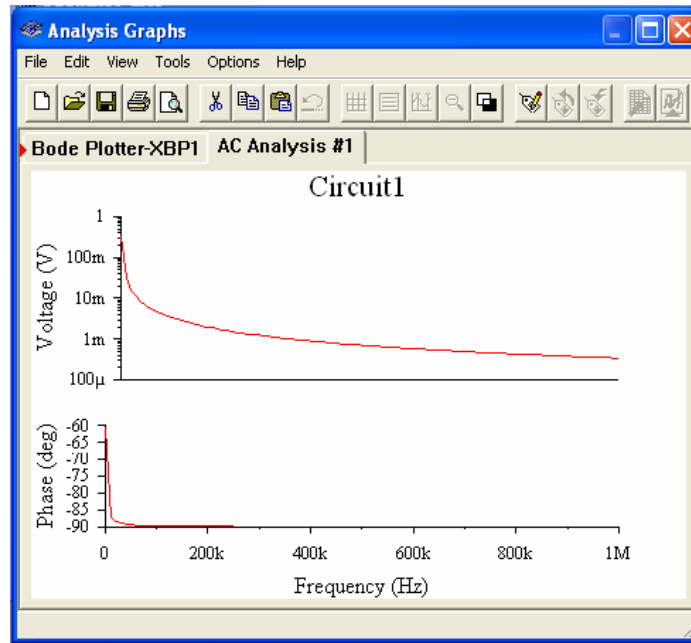 Analysis Graphs
File Edit View Tools Options Help
Bode Plotter-XBP1 AC Analysis #1
Circuit1
Voltage (V)
1
100m
10m
1m
100µ
Phase (deg)
-60
-65
-70
-75
-80
-85
-90
0 200k 400k 600k 800k 1M
Frequency (Hz)